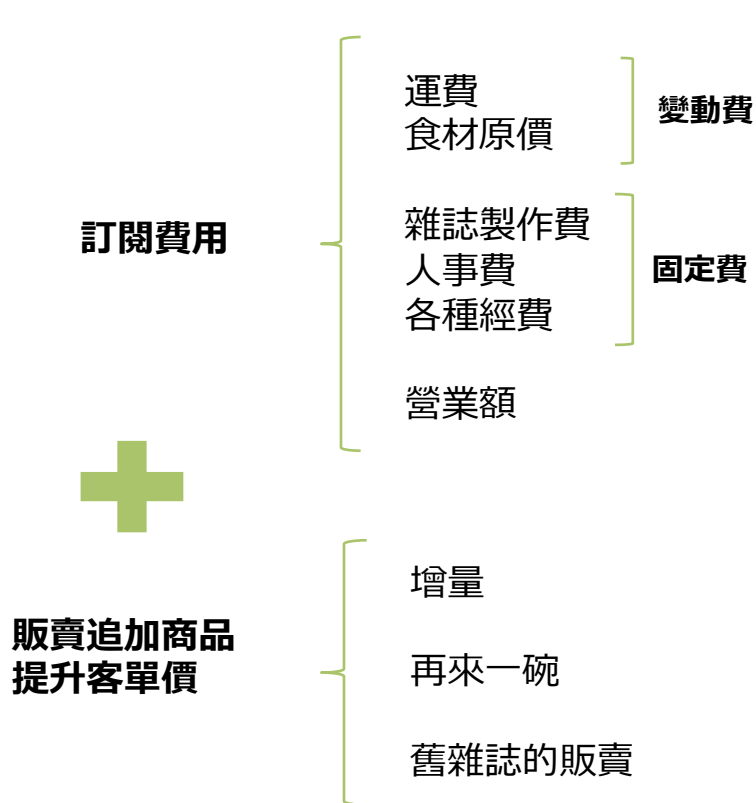 運費
食材原價
變動費
訂閱費用
雜誌製作費
人事費
各種經費
固定費
營業額
販賣追加商品
提升客單價
增量
再來一碗
舊雜誌的販賣